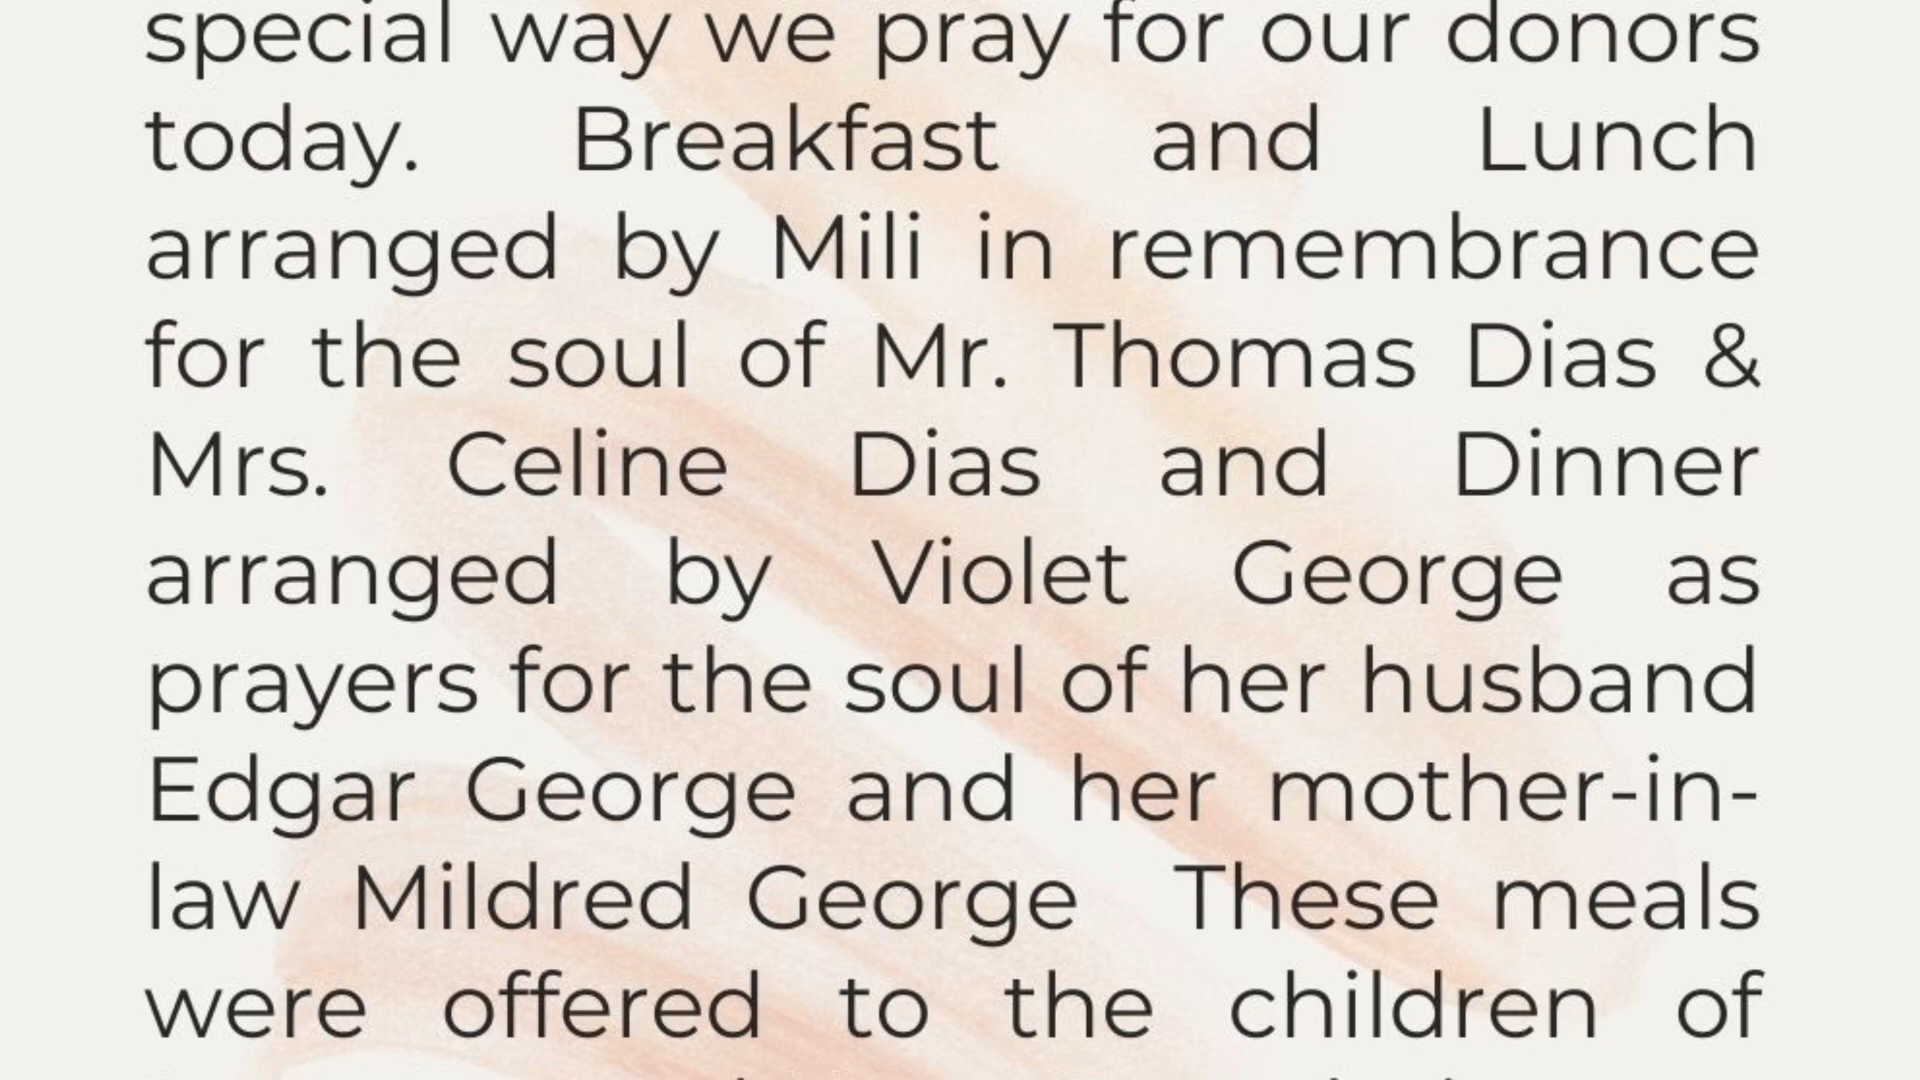 special way we pray for our donors
today. Breakfast and Lunch
arranged by Mili in remembrance
for the soul of Mr. Thomas Dias &
Mrs. Celine Dias and Dinner
arranged by Violet George as
prayers for the soul of her husband
Edgar George and her mother-in-
law Mildred George These meals
were offered to the children of